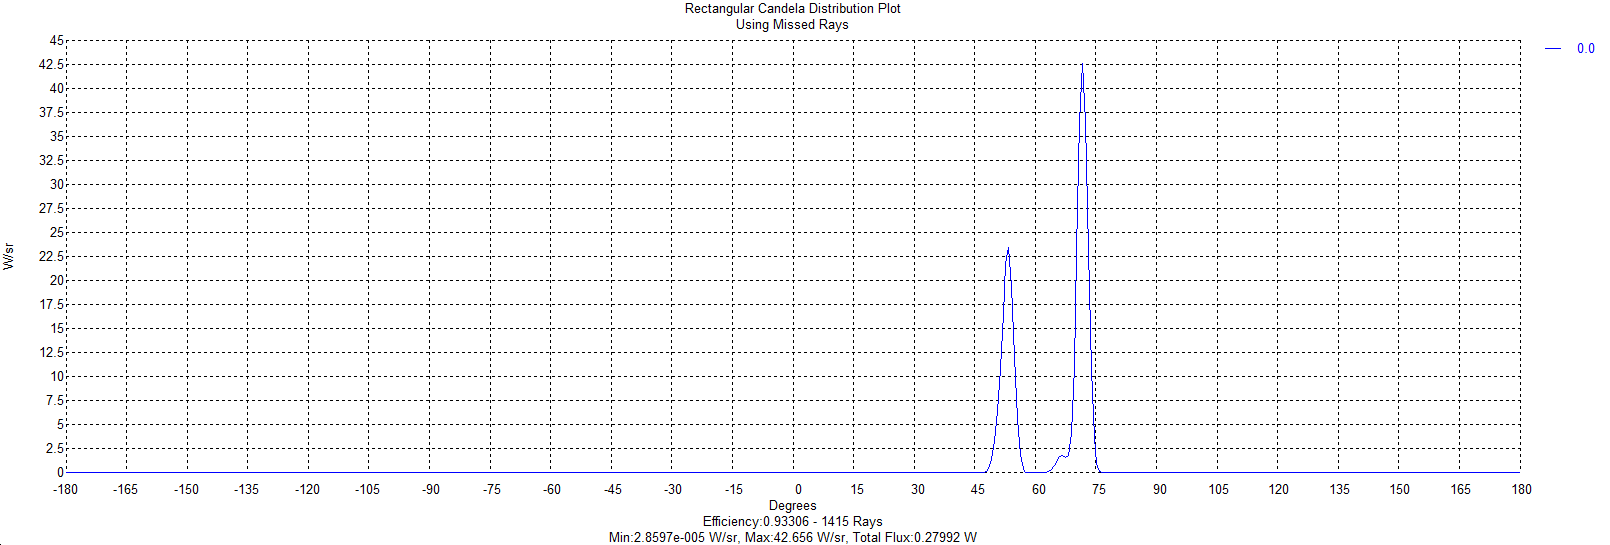 Rectangular Candela Distribution Plot
Using Missed Rays
0.0
45
42.5
40
37.5
35
32.5
30
27.5
25
22.5
20
17.5
15
12.5
10
7.5
5
2.5
0
W/sr
-180 -165 -150 -135 -120 -105 -90 -75 -60 -45 -30 -15 0 15 30 45 60 75 90 105 120 135 150 165 180
Degrees
Efficiency:0.93306 - 1415 Rays
Min:2.8597e-005 W/sr, Max:42.656 W/sr, Total Flux:0.27992 W